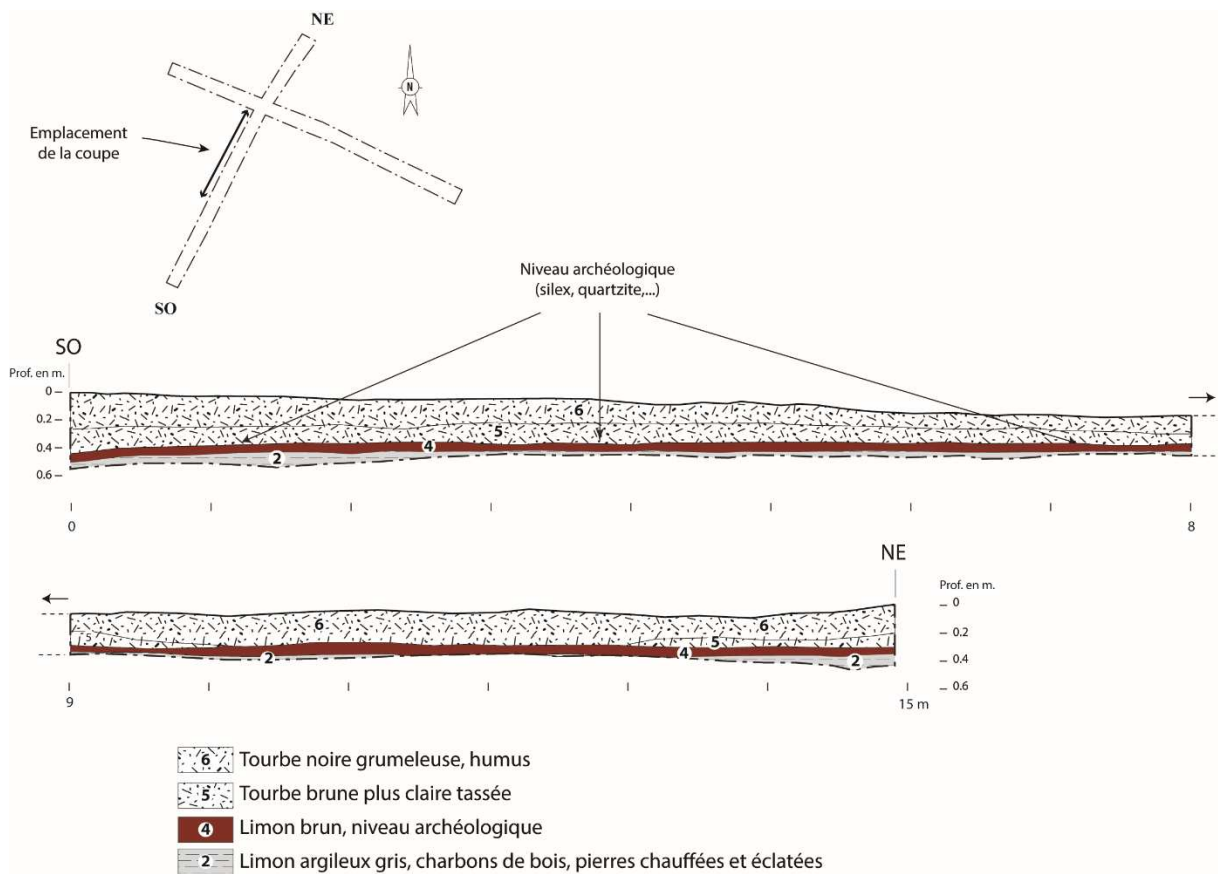 NE
N
Emplacement
de la coupe
SO
Niveau archéologique
(silex, quartzite,...)
SO
Prof. en m.
0
0.2
0.4
0.6
6
5
4
2
0
8
NE
Prof. en m.
0
0.2
0.4
0.6
5
6
2
6
5
4
2
9
15 m
6 Tourbe noire grumeleuse, humus
5 Tourbe brune plus claire tassée
4 Limon brun, niveau archéologique
2 Limon argileux gris, charbons de bois, pierres chauffées et éclatées